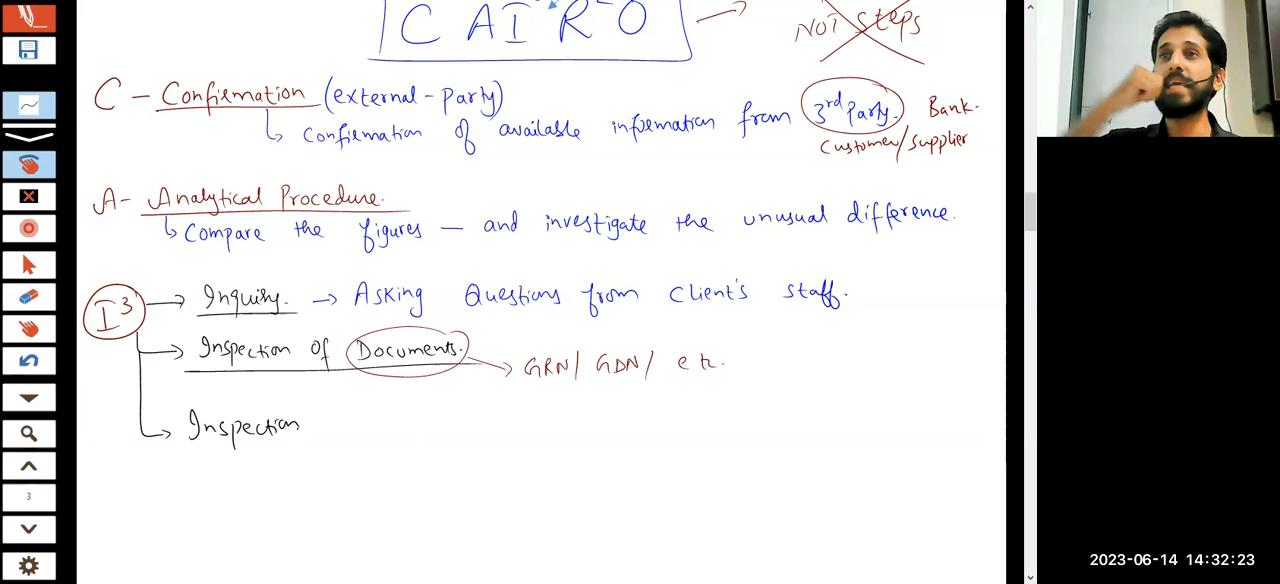 C A I R O → NOT steps
C - Confirmation (external-Party)
↳ Confirmation of available information from 3rd Party. Bank.
Customer/supplier
A - Analytical Procedure.
↳ Compare the figures — and investigate the unusual difference.
I³ → Inquiry. → Asking Questions from Client's staff.
→ Inspection of Documents. → GRN/ GDN/ etc.
→ Inspection
3
2023-06-14 14:32:23